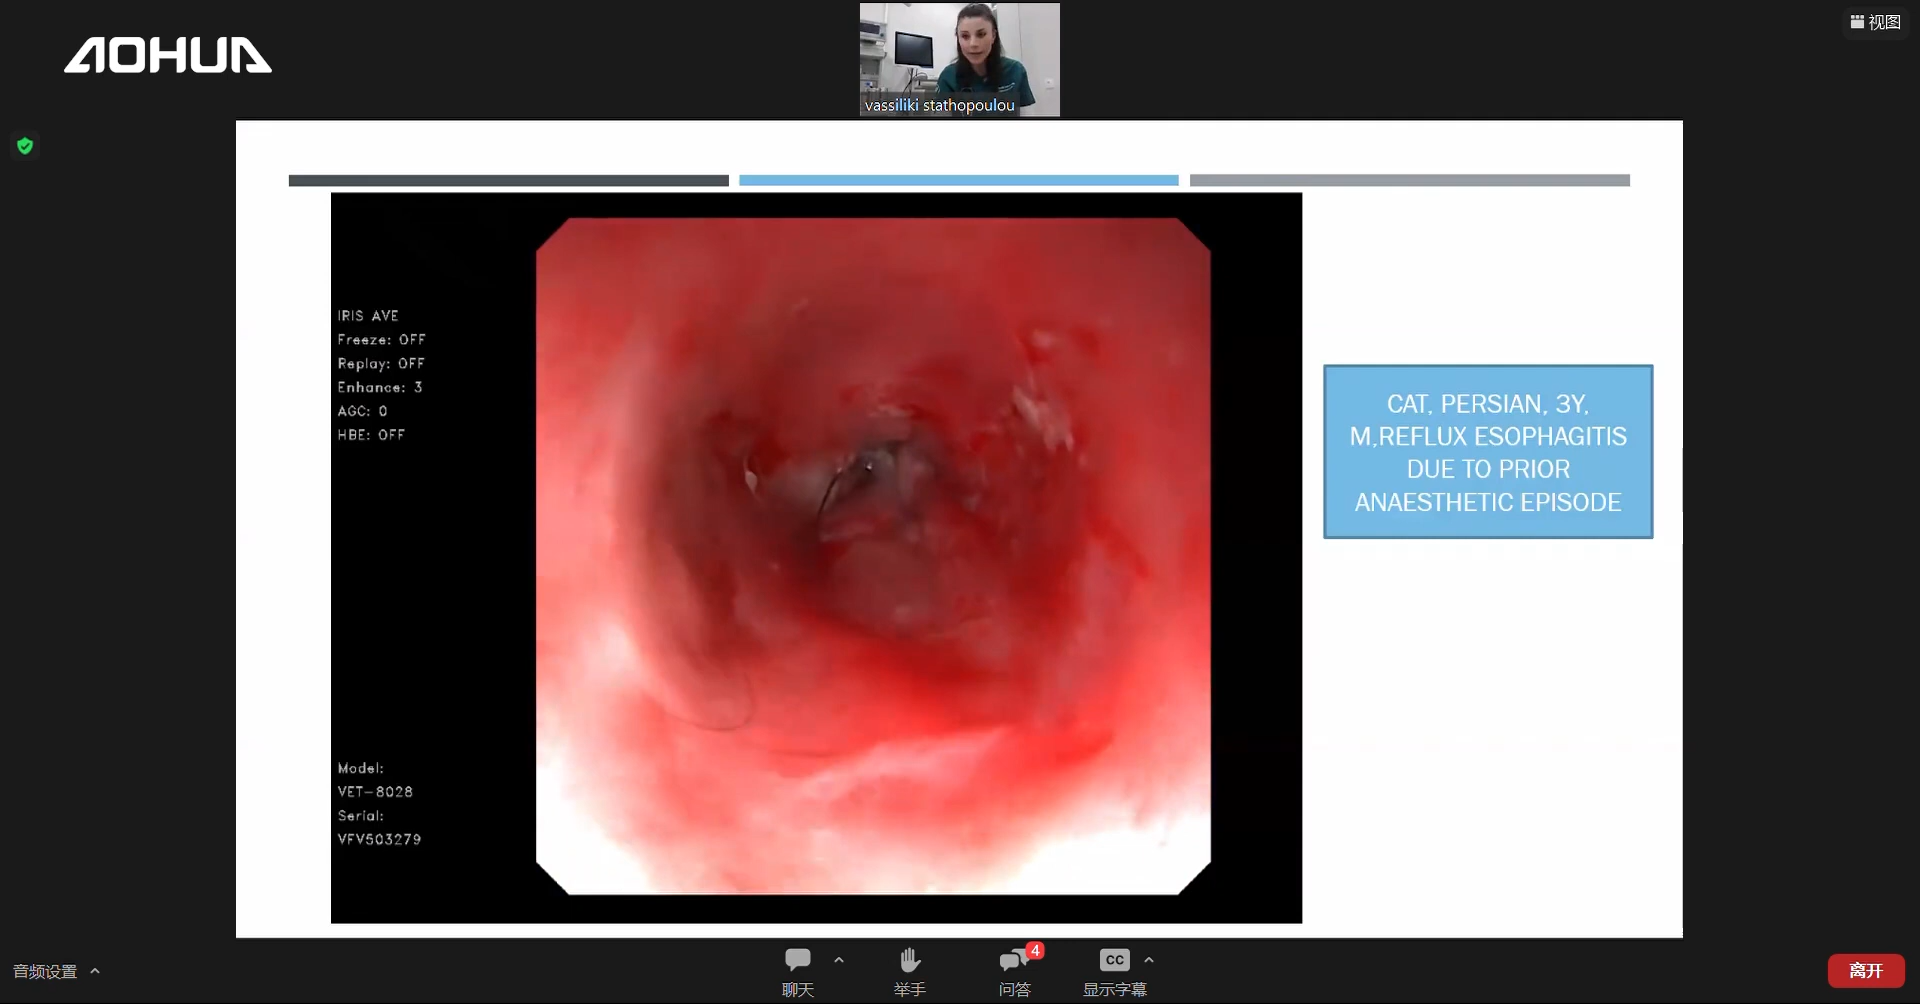 AOHUA
vassiliki stathopoulou
视图
IRIS AVE
Freeze: OFF
Replay: OFF
Enhance: 3
AGC: 0
HBE: OFF
CAT, PERSIAN, 3Y,
M,REFLUX ESOPHAGITIS
DUE TO PRIOR
ANAESTHETIC EPISODE
Model:
VET-8028
Serial:
VFV503279
音频设置
聊天
举手
4
问答
CC
显示字幕
离开